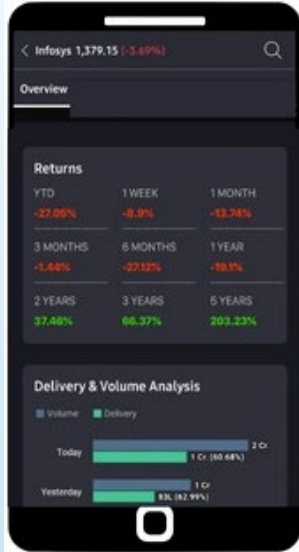 Infosys 1,379.15 (-3.69%)
Overview
Returns
YTD 1 WEEK 1 MONTH
-27.05% -8.9% -13.74%
3 MONTHS 6 MONTHS 1 YEAR
-1.44% -27.12% -19.1%
2 YEARS 3 YEARS 5 YEARS
37.46% 66.37% 203.23%
Delivery & Volume Analysis
Volume Delivery
2 Cr
Today
1 Cr (60.68%)
1 Cr
Yesterday
83L (62.99%)